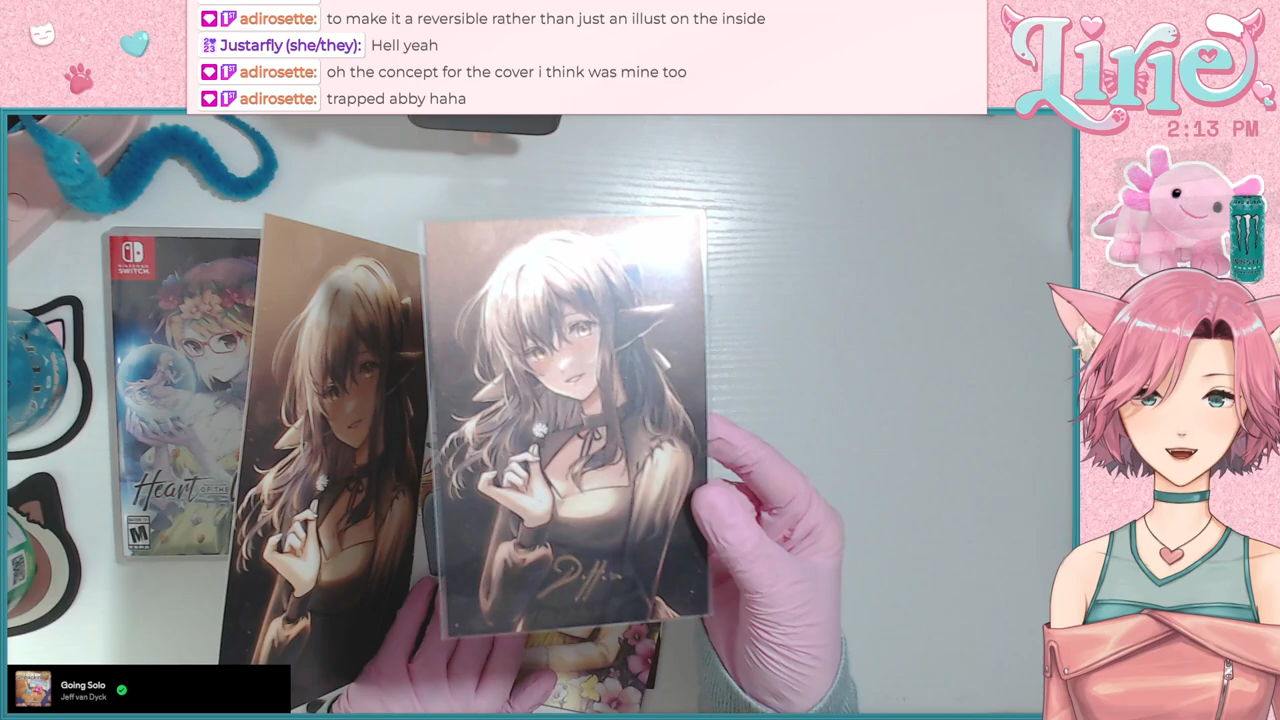 adirosette: to make it a reversible rather than just an illust on the inside
Justarfly (she/they): Hell yeah
adirosette: oh the concept for the cover i think was mine too
adirosette: trapped abby haha
Lirie
2:13 PM
NINTENDO
SWITCH
Heart OF THE
M
Going Solo
Jeff van Dyck